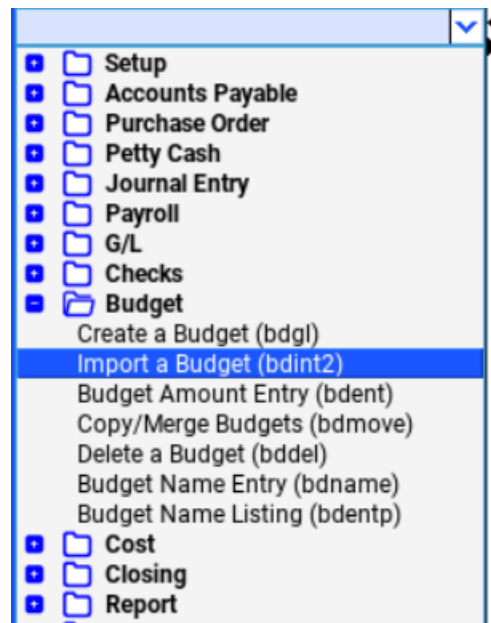 Setup
Accounts Payable
Purchase Order
Petty Cash
Journal Entry
Payroll
G/L
Checks
Budget
Create a Budget (bdgl)
Import a Budget (bdint2)
Budget Amount Entry (bdent)
Copy/Merge Budgets (bdmove)
Delete a Budget (bddel)
Budget Name Entry (bdname)
Budget Name Listing (bdentp)
Cost
Closing
Report